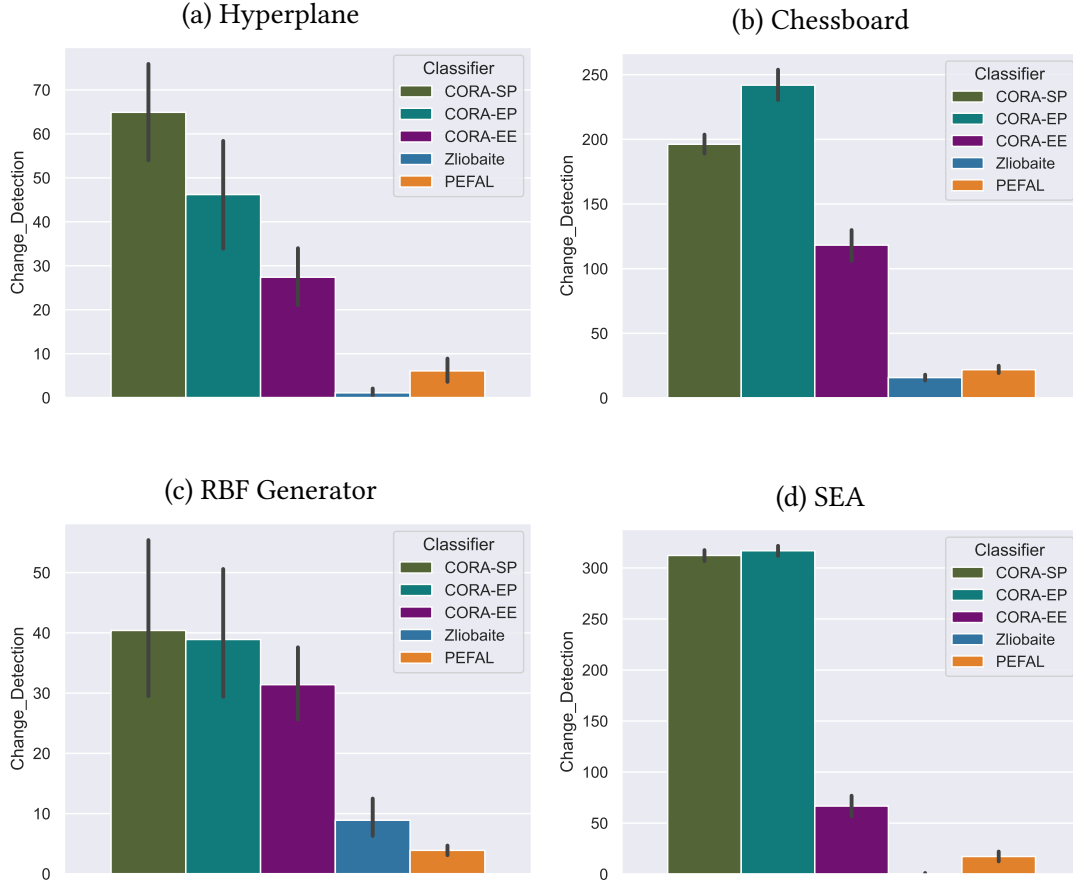 (a) Hyperplane
Change_Detection
70
60
50
40
30
20
10
0
Classifier
CORA-SP
CORA-EP
CORA-EE
Zliobaite
PEFAL
(b) Chessboard
Change_Detection
250
200
150
100
50
0
Classifier
CORA-SP
CORA-EP
CORA-EE
Zliobaite
PEFAL
(c) RBF Generator
Change_Detection
50
40
30
20
10
0
Classifier
CORA-SP
CORA-EP
CORA-EE
Zliobaite
PEFAL
(d) SEA
Change_Detection
300
250
200
150
100
50
0
Classifier
CORA-SP
CORA-EP
CORA-EE
Zliobaite
PEFAL